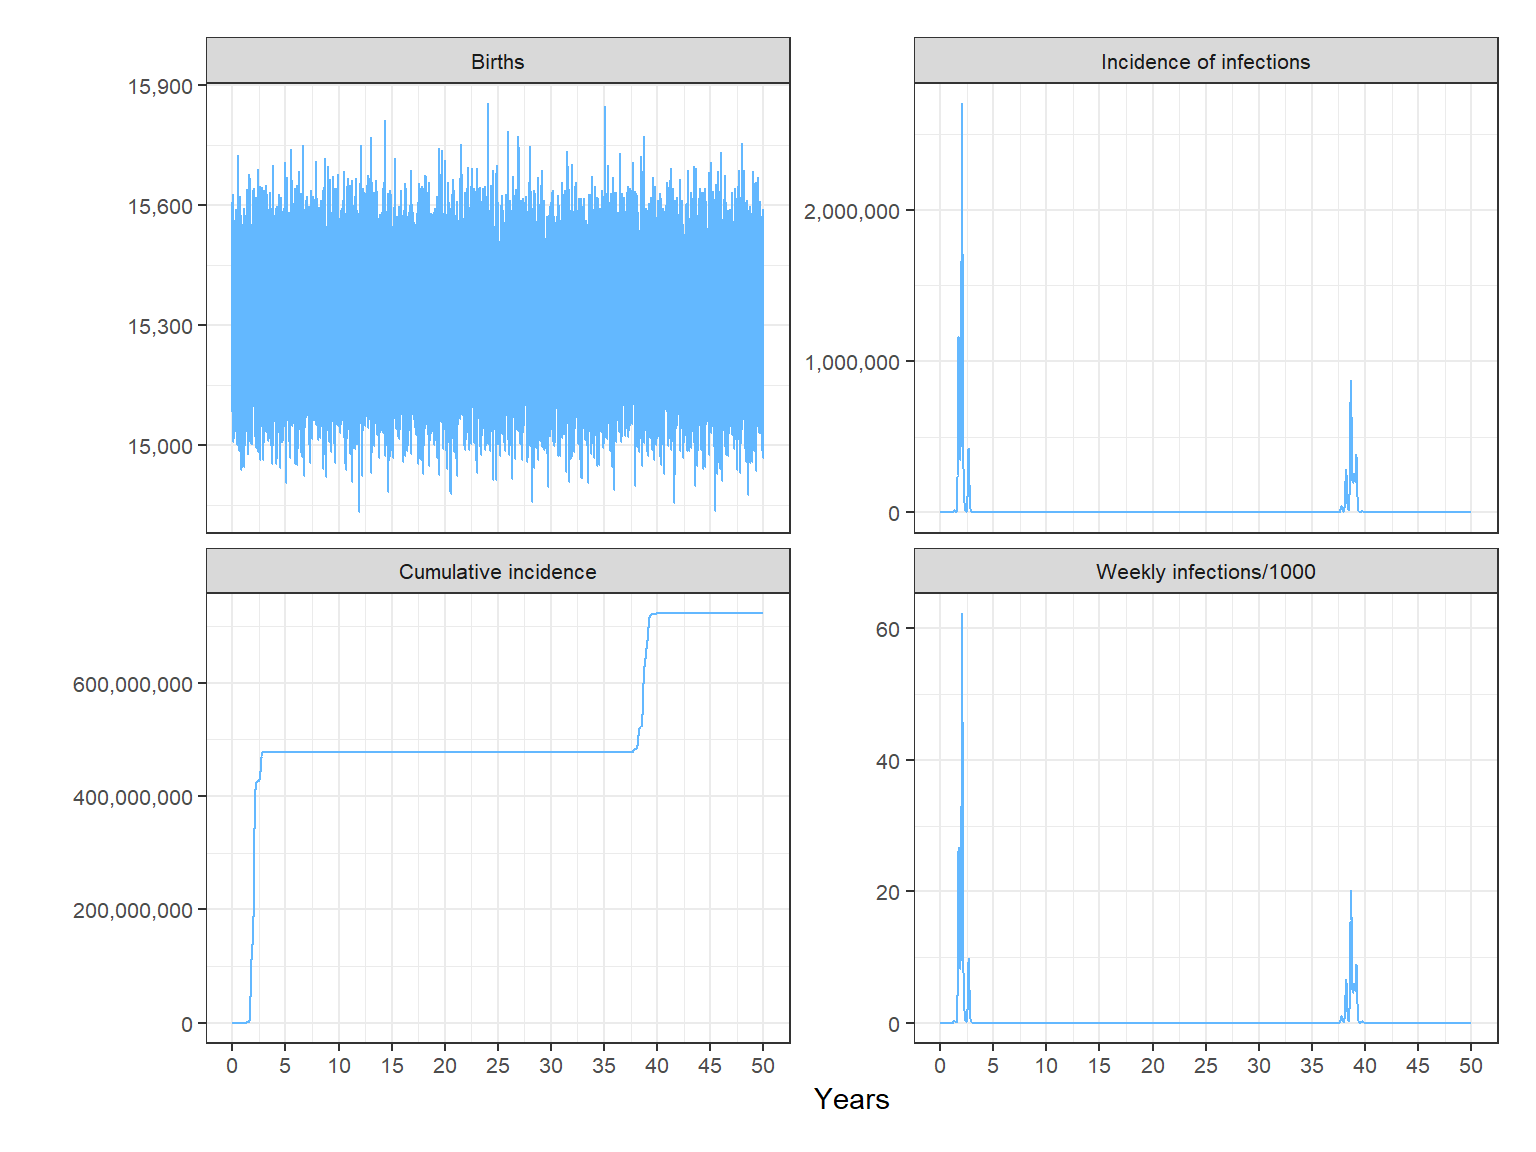 Births
15,900
15,600
15,300
15,000
Incidence of infections
2,000,000
1,000,000
0
Cumulative incidence
600,000,000
400,000,000
200,000,000
0
0 5 10 15 20 25 30 35 40 45 50
Weekly infections/1000
60
40
20
0
0 5 10 15 20 25 30 35 40 45 50
Years